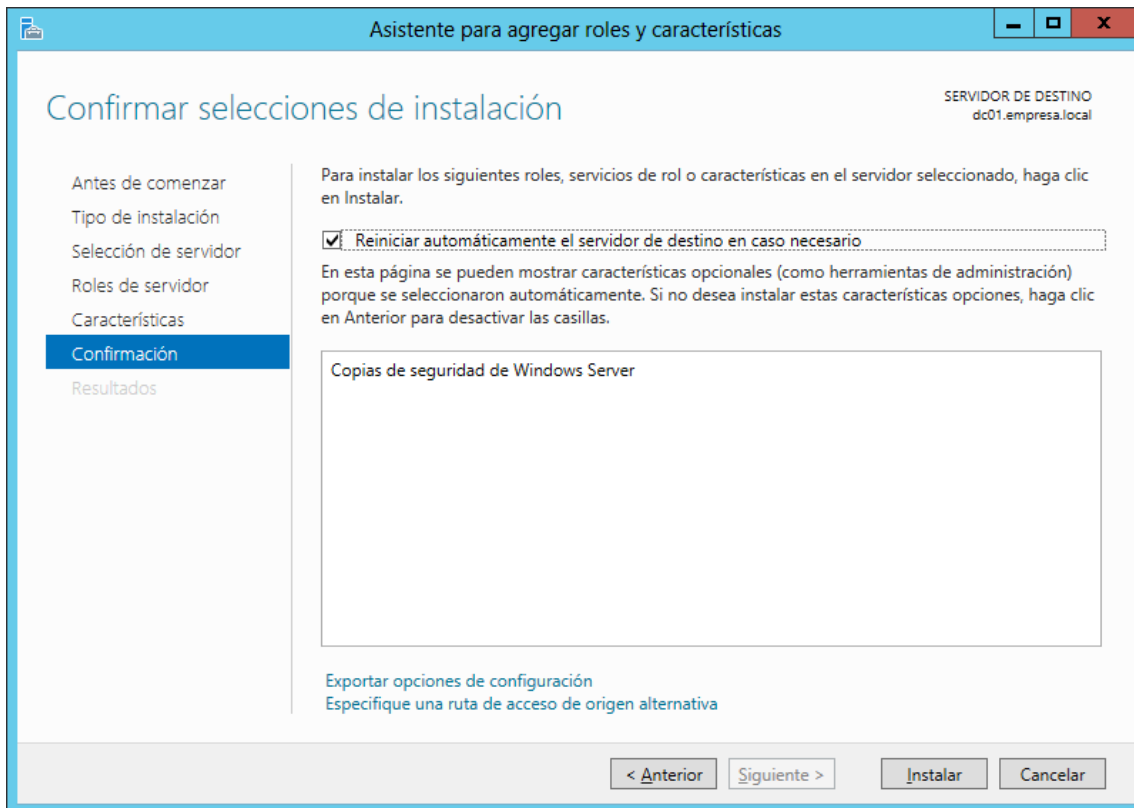 Asistente para agregar roles y características
Confirmar selecciones de instalación
SERVIDOR DE DESTINO
dc01.empresa.local
Antes de comenzar
Tipo de instalación
Selección de servidor
Roles de servidor
Características
Confirmación
Resultados
Para instalar los siguientes roles, servicios de rol o características en el servidor seleccionado, haga clic
en Instalar.
Reiniciar automáticamente el servidor de destino en caso necesario
En esta página se pueden mostrar características opcionales (como herramientas de administración)
porque se seleccionaron automáticamente. Si no desea instalar estas características opciones, haga clic
en Anterior para desactivar las casillas.
Copias de seguridad de Windows Server
Exportar opciones de configuración
Especifique una ruta de acceso de origen alternativa
< Anterior
Siguiente >
Instalar
Cancelar